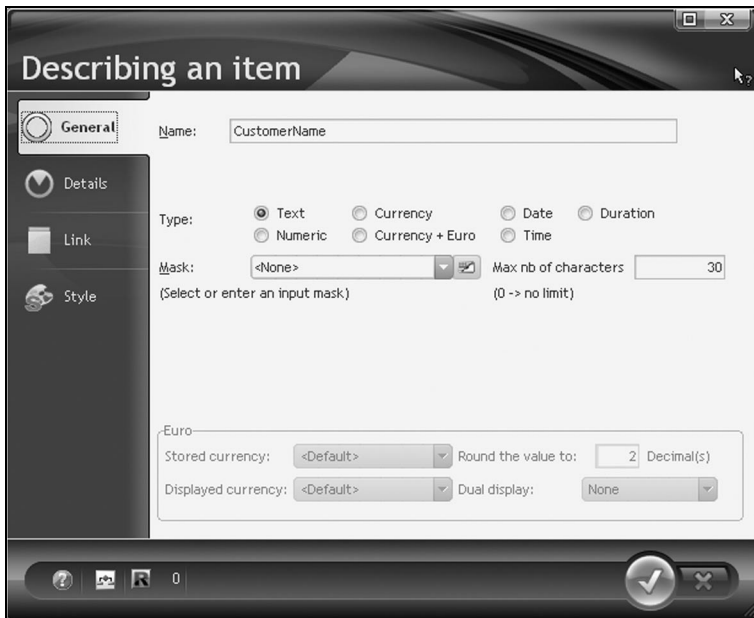 Describing an item
General
Details
Link
Style
Name: CustomerName
Type: Text Currency Date Duration
Numeric Currency + Euro Time
Mask: <None> Max nb of characters 30
(Select or enter an input mask) (0 -> no limit)
Euro
Stored currency: <Default> Round the value to: 2 Decimal(s)
Displayed currency: <Default> Dual display: None
? R 0